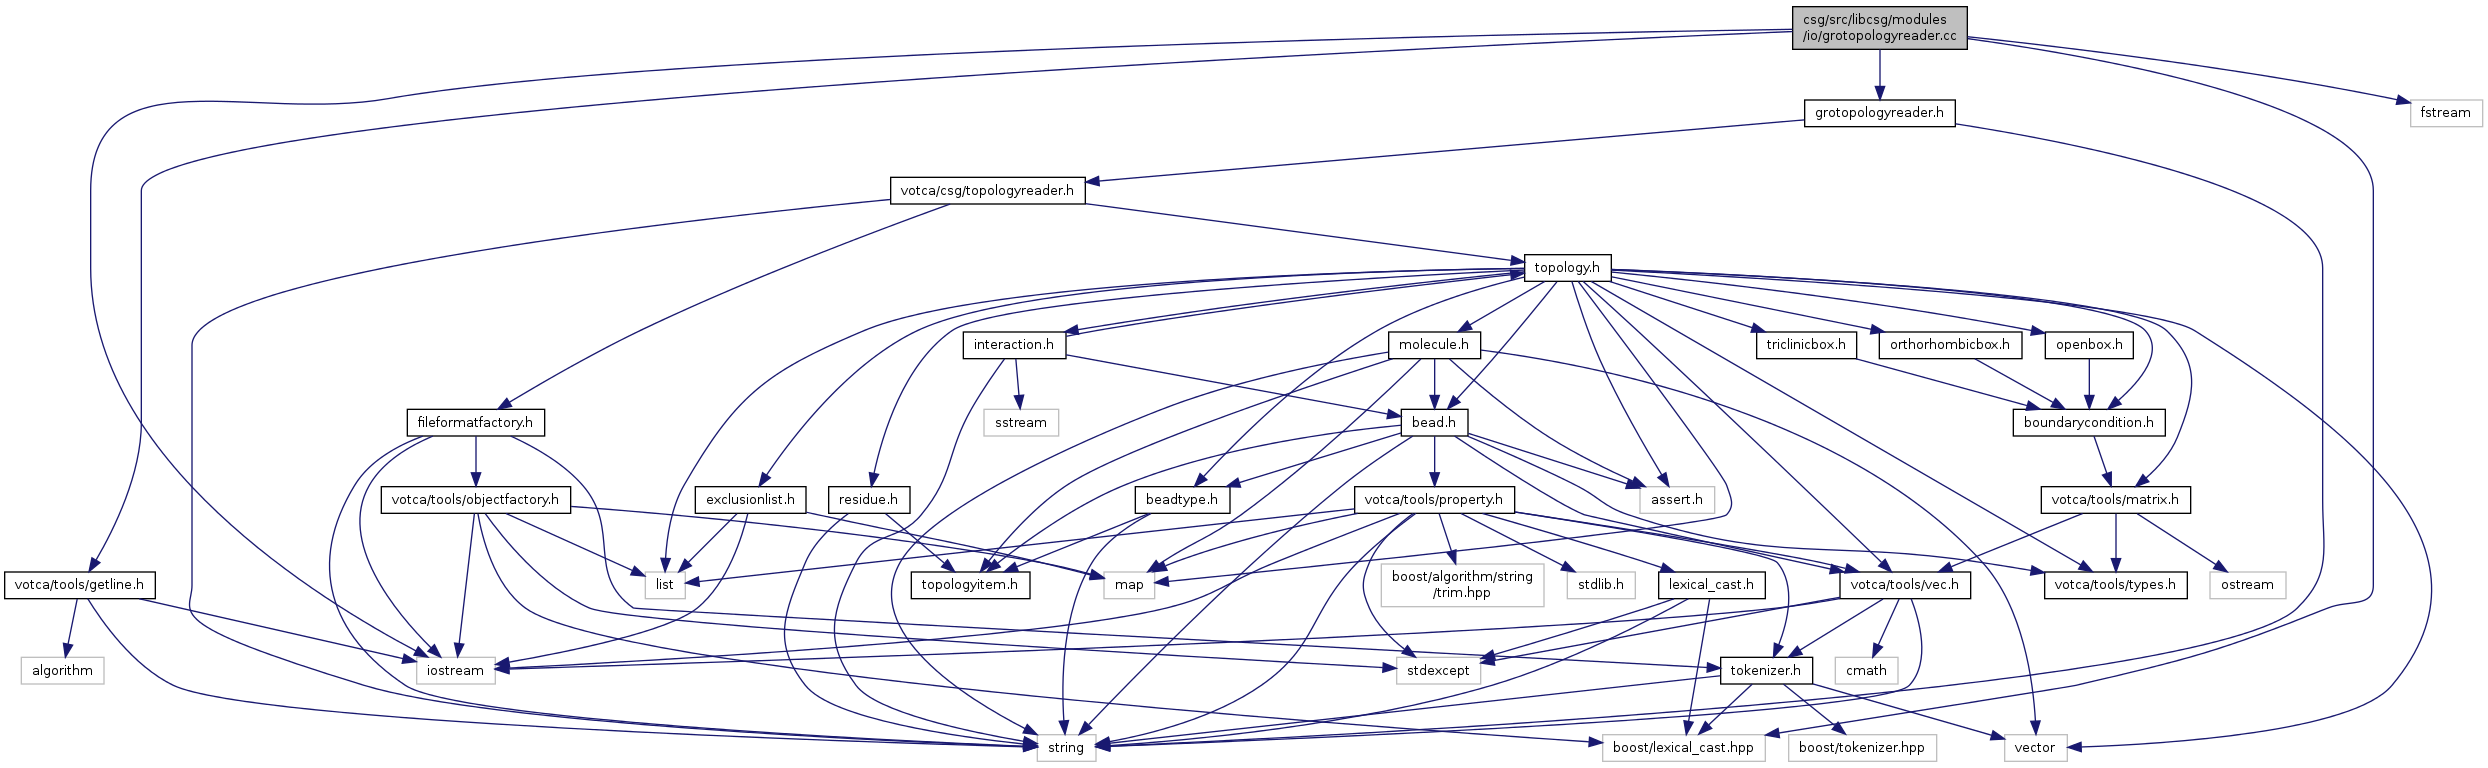 csg/src/libcsg/modules
/io/grotopologyreader.cc
grotopologyreader.h
fstream
votca/csg/topologyreader.h
topology.h
interaction.h
molecule.h
triclinicbox.h
orthorhombicbox.h
openbox.h
fileformatfactory.h
sstream
bead.h
boundarycondition.h
votca/tools/objectfactory.h
exclusionlist.h
residue.h
beadtype.h
votca/tools/property.h
assert.h
votca/tools/matrix.h
votca/tools/getline.h
list
topologyitem.h
map
boost/algorithm/string
/trim.hpp
stdlib.h
lexical_cast.h
votca/tools/vec.h
votca/tools/types.h
ostream
algorithm
iostream
stdexcept
tokenizer.h
cmath
string
boost/lexical_cast.hpp
boost/tokenizer.hpp
vector